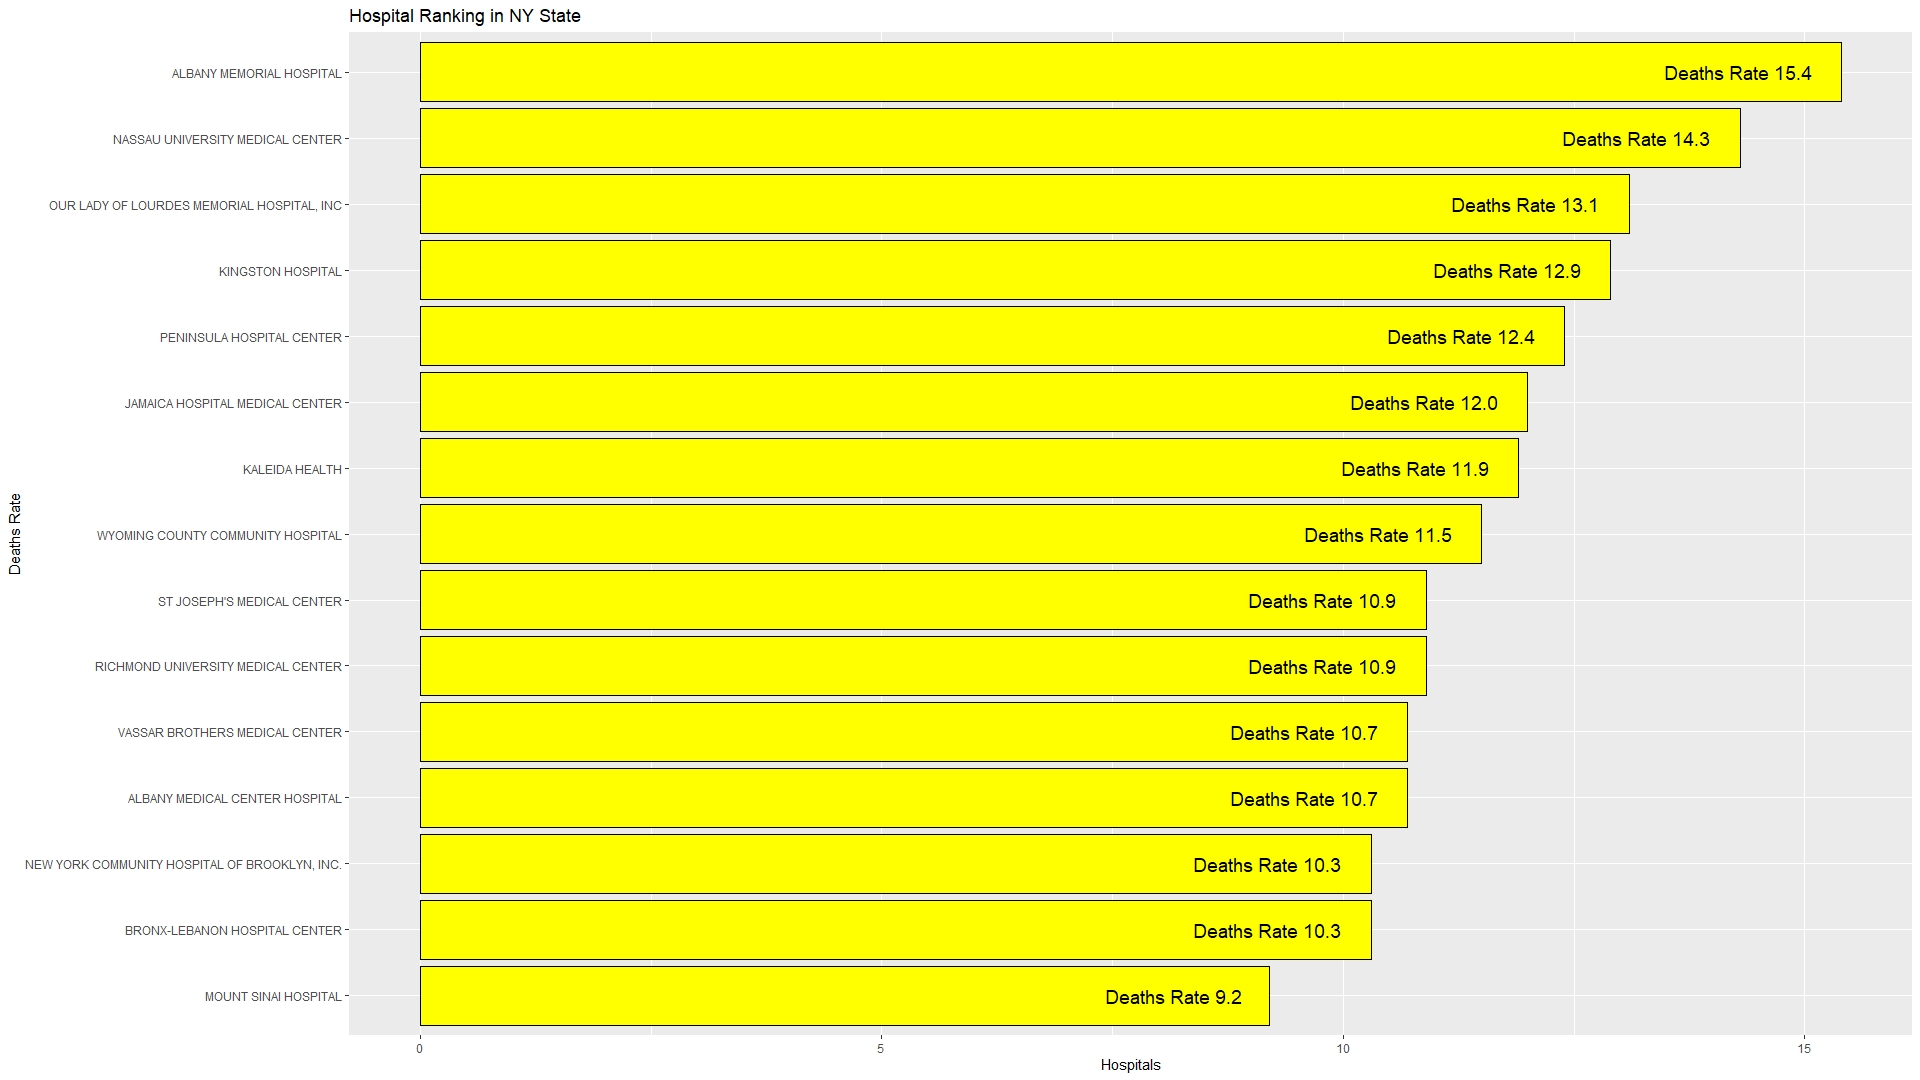 Hospital Ranking in NY State
ALBANY MEMORIAL HOSPITAL
Deaths Rate 15.4
NASSAU UNIVERSITY MEDICAL CENTER
Deaths Rate 14.3
OUR LADY OF LOURDES MEMORIAL HOSPITAL, INC
Deaths Rate 13.1
KINGSTON HOSPITAL
Deaths Rate 12.9
PENINSULA HOSPITAL CENTER
Deaths Rate 12.4
JAMAICA HOSPITAL MEDICAL CENTER
Deaths Rate 12.0
KALEIDA HEALTH
Deaths Rate 11.9
WYOMING COUNTY COMMUNITY HOSPITAL
Deaths Rate 11.5
ST JOSEPH'S MEDICAL CENTER
Deaths Rate 10.9
RICHMOND UNIVERSITY MEDICAL CENTER
Deaths Rate 10.9
VASSAR BROTHERS MEDICAL CENTER
Deaths Rate 10.7
ALBANY MEDICAL CENTER HOSPITAL
Deaths Rate 10.7
NEW YORK COMMUNITY HOSPITAL OF BROOKLYN, INC.
Deaths Rate 10.3
BRONX-LEBANON HOSPITAL CENTER
Deaths Rate 10.3
MOUNT SINAI HOSPITAL
Deaths Rate 9.2
Deaths Rate
0 5 10 15
Hospitals